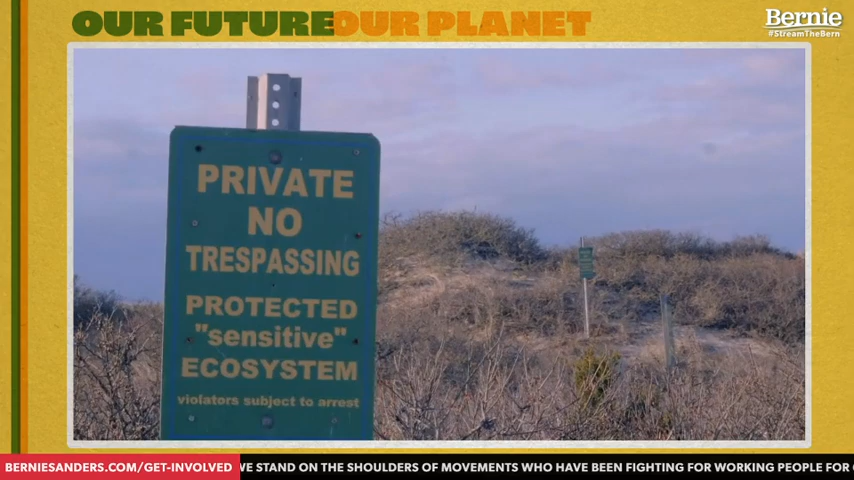 OUR FUTURE OUR PLANET
Bernie
#StreamTheBern
PRIVATE
NO
TRESPASSING
PROTECTED
"sensitive"
ECOSYSTEM
violators subject to arrest
BERNIESANDERS.COM/GET-INVOLVED
WE STAND ON THE SHOULDERS OF MOVEMENTS WHO HAVE BEEN FIGHTING FOR WORKING PEOPLE FOR